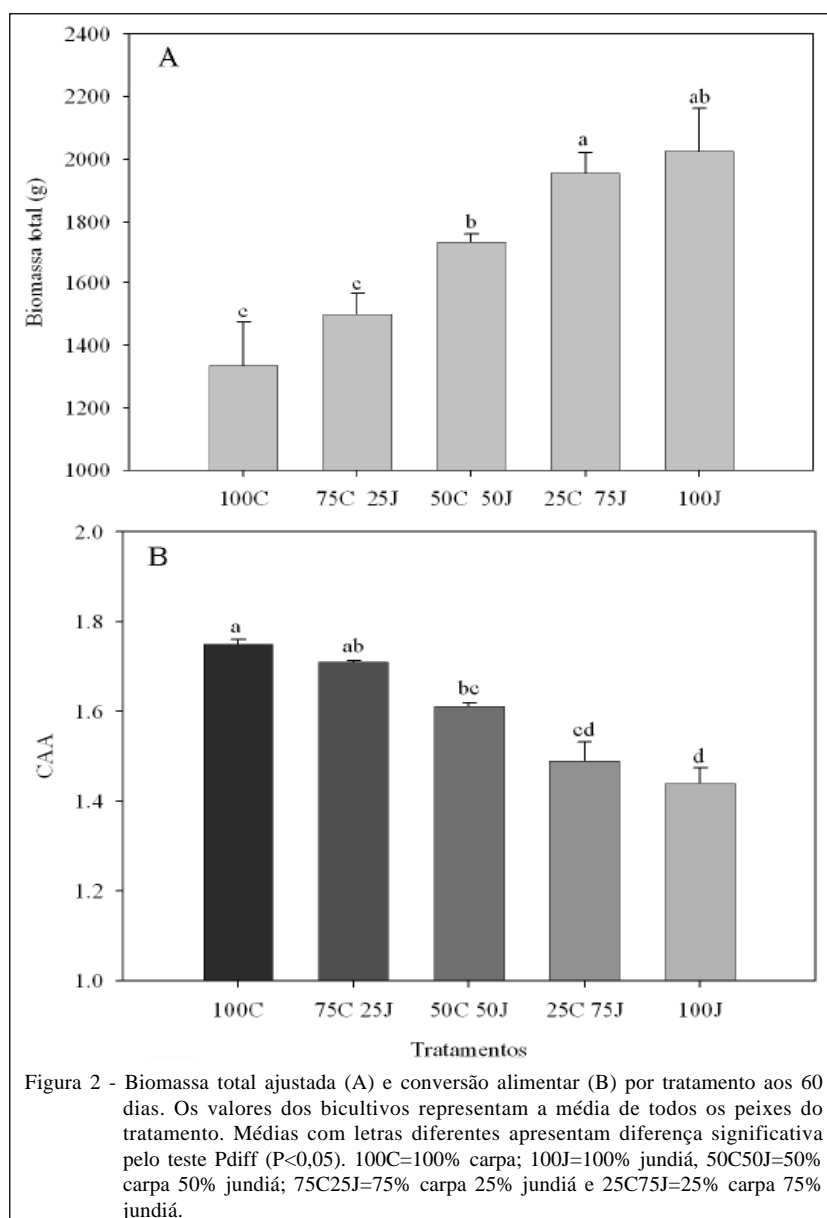 2400
A
2200
2000
1800
1600
1400
1200
1000
Biomassa total (g)
c
c
b
a
ab
100C
75C 25J
50C 50J
25C 75J
100J
2.0
B
1.8
1.6
1.4
1.2
1.0
CAA
a
ab
bc
cd
d
100C
75C 25J
50C 50J
25C 75J
100J
Tratamentos
Figura 2 - Biomassa total ajustada (A) e conversão alimentar (B) por tratamento aos 60
dias. Os valores dos bicultivos representam a média de todos os peixes do
tratamento. Médias com letras diferentes apresentam diferença significativa
pelo teste Pdiff (P<0,05). 100C=100% carpa; 100J=100% jundiá, 50C50J=50%
carpa 50% jundiá; 75C25J=75% carpa 25% jundiá e 25C75J=25% carpa 75%
jundiá.